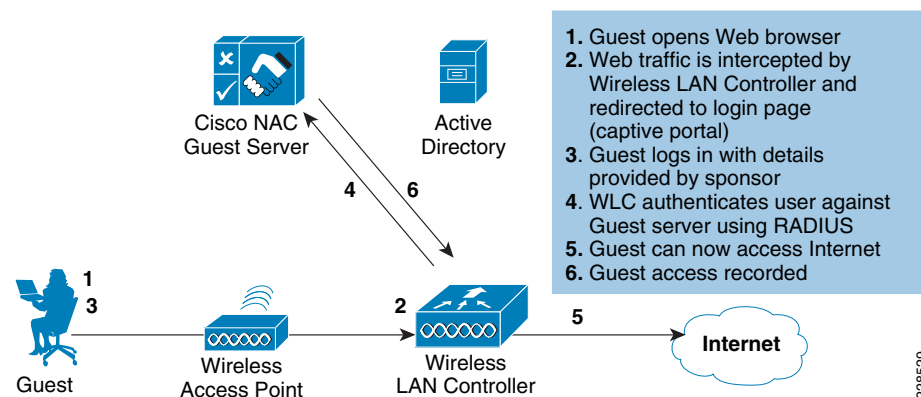 1. Guest opens Web browser
2. Web traffic is intercepted by
Wireless LAN Controller and
redirected to login page
(captive portal)
3. Guest logs in with details
provided by sponsor
4. WLC authenticates user against
Guest server using RADIUS
5. Guest can now access Internet
6. Guest access recorded
Cisco NAC
Guest Server
Active
Directory
4
6
1
3
2
5
Internet
Guest
Wireless
Access Point
Wireless
LAN Controller